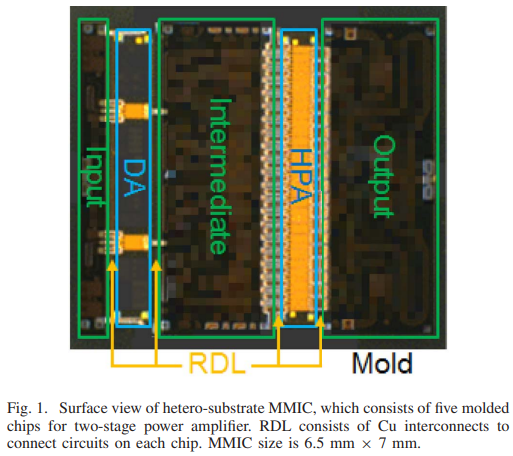 Input
DA
Intermediate
HPA
Output
RDL
Mold
Fig. 1. Surface view of hetero-substrate MMIC, which consists of five molded
chips for two-stage power amplifier. RDL consists of Cu interconnects to
connect circuits on each chip. MMIC size is 6.5 mm × 7 mm.